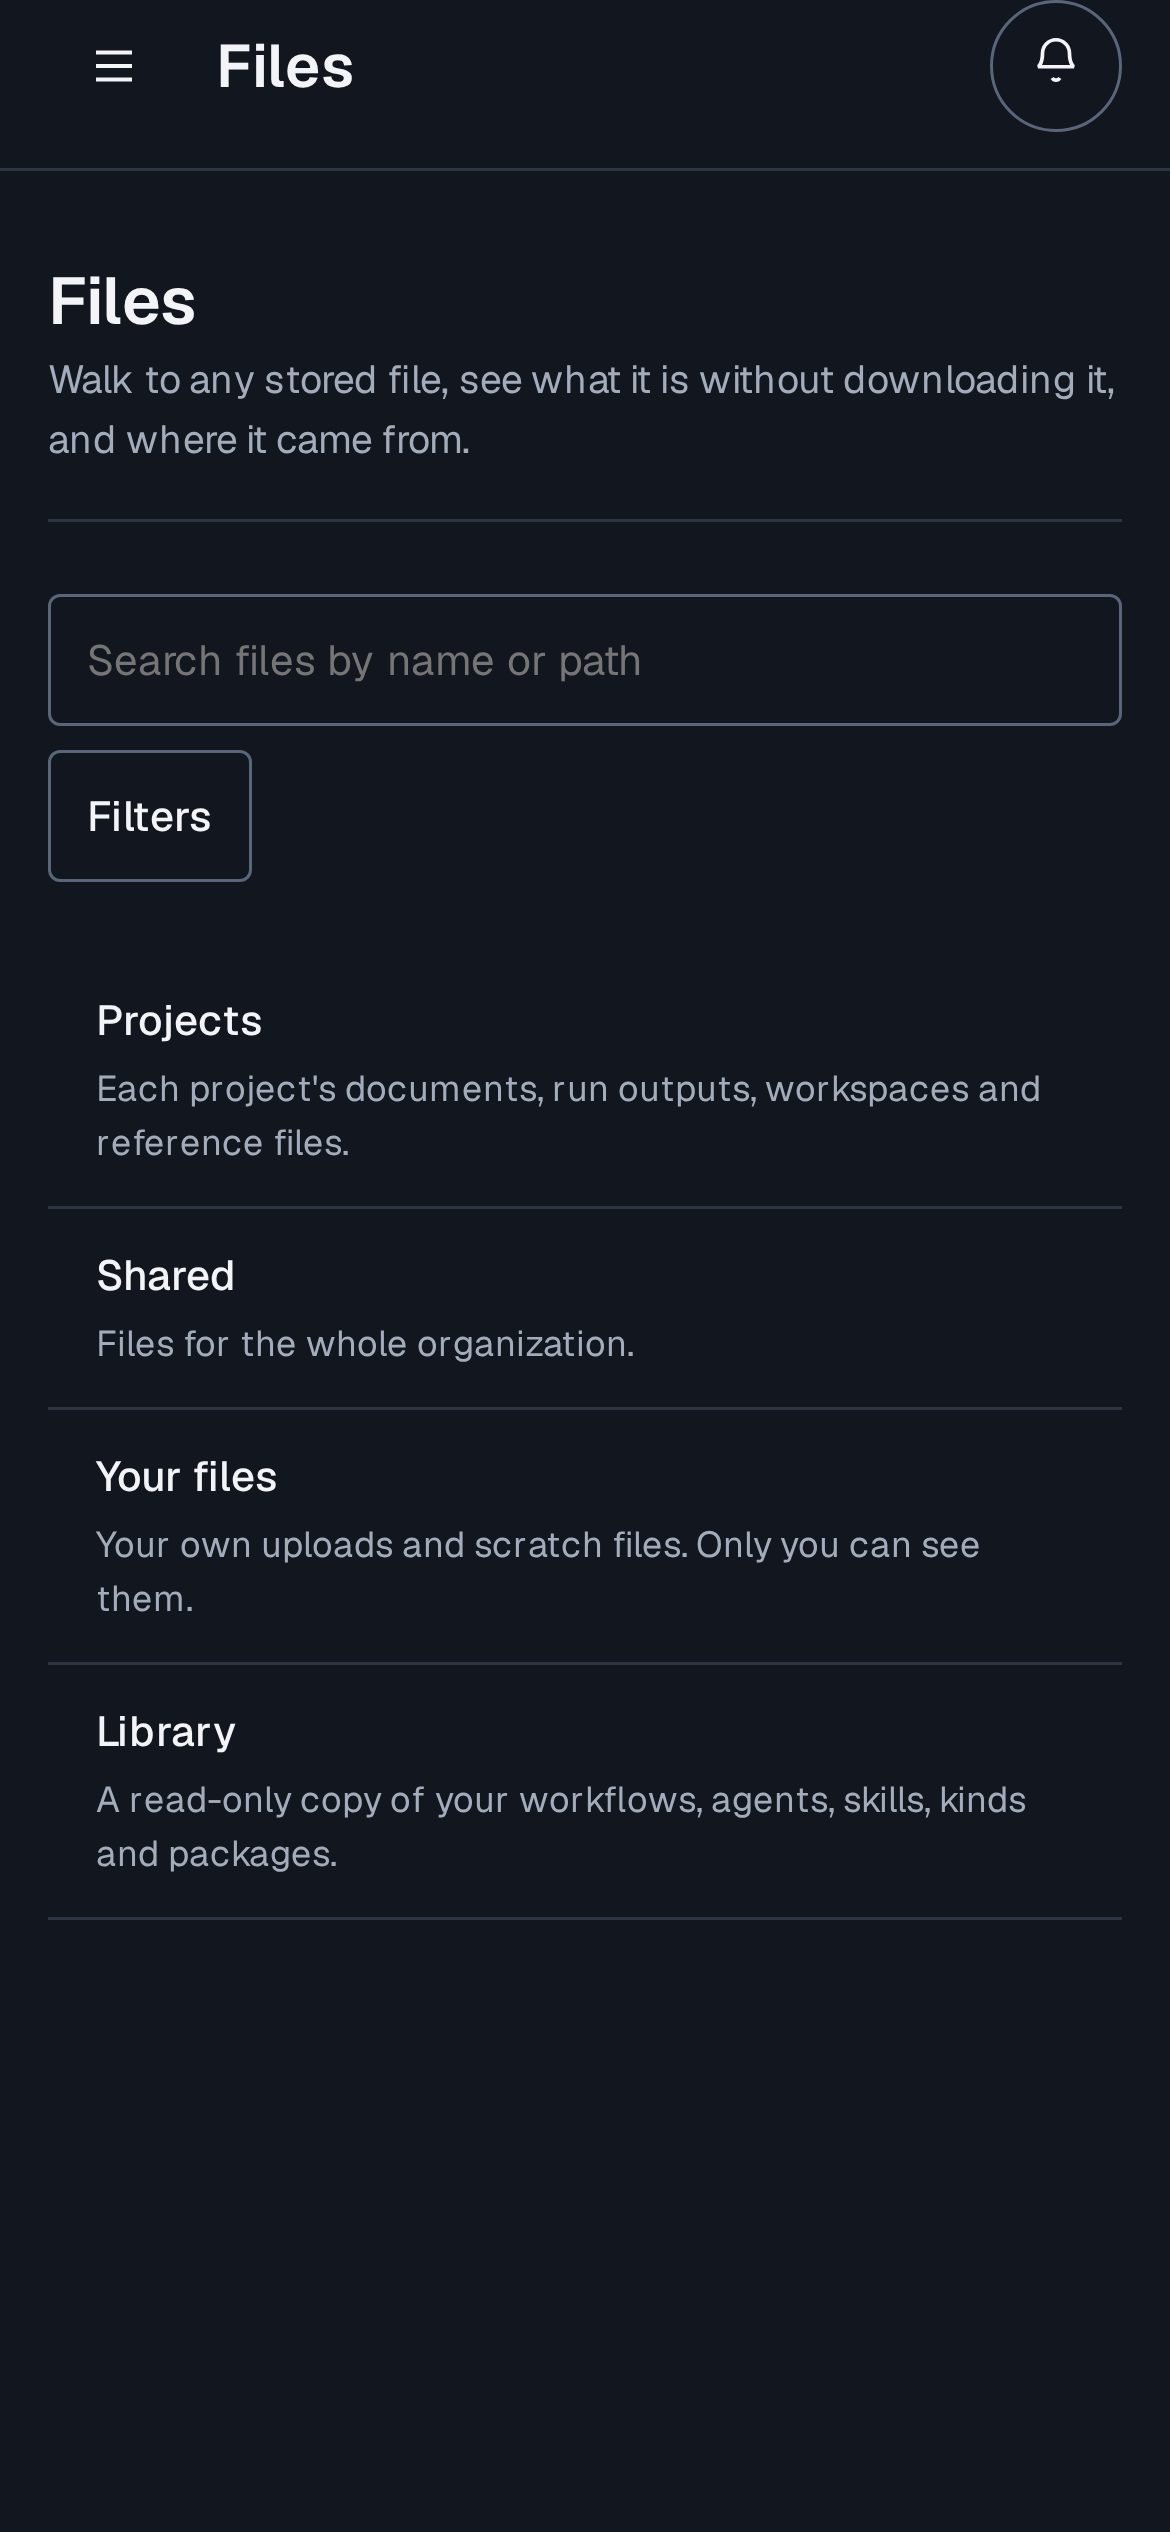 Files
Files
Walk to any stored file, see what it is without downloading it,
and where it came from.
Search files by name or path
Filters
Projects
Each project's documents, run outputs, workspaces and
reference files.
Shared
Files for the whole organization.
Your files
Your own uploads and scratch files. Only you can see
them.
Library
A read-only copy of your workflows, agents, skills, kinds
and packages.